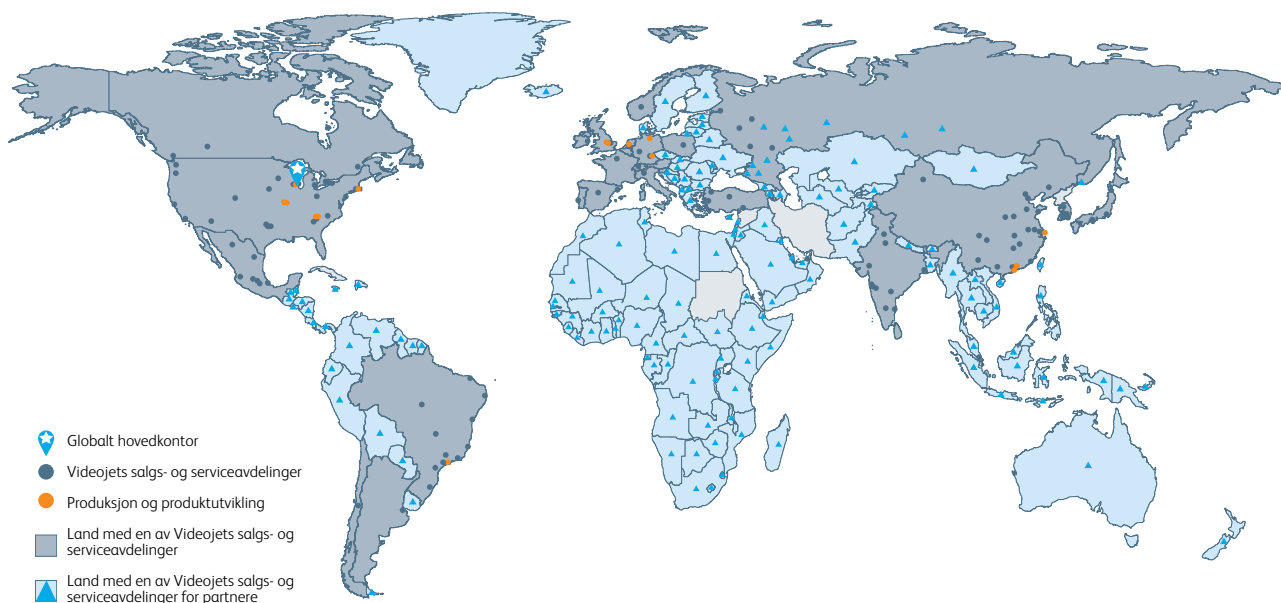 Globalt hovedkontor
Videojets salgs- og serviceavdelinger
Produksjon og produktutvikling
Land med en av Videojets salgs- og
serviceavdelinger
Land med en av Videojets salgs- og
serviceavdelinger for partnere